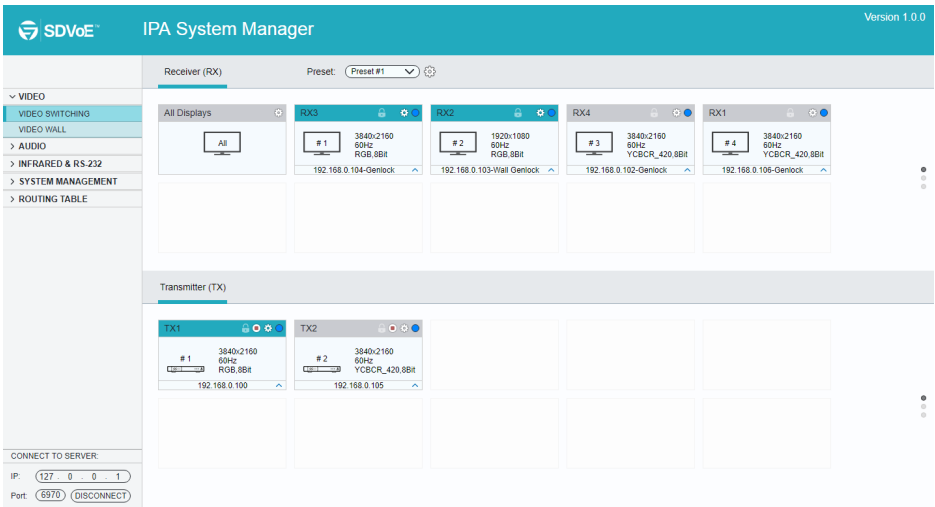 SDVoE™
IPA System Manager
Version 1.0.0
Receiver (RX)
Preset:
Preset #1
VIDEO
VIDEO SWITCHING
VIDEO WALL
AUDIO
INFRARED & RS-232
SYSTEM MANAGEMENT
ROUTING TABLE
All Displays
All
RX3
# 1
3840x2160
60Hz
RGB,8Bit
192.168.0.104-Genlock
RX2
# 2
1920x1080
60Hz
RGB,8Bit
192.168.0.103-Wall Genlock
RX4
# 3
3840x2160
60Hz
YCBCR_420,8Bit
192.168.0.102-Genlock
RX1
# 4
3840x2160
60Hz
YCBCR_420,8Bit
192.168.0.106-Genlock
Transmitter (TX)
TX1
# 1
3840x2160
60Hz
RGB,8Bit
192.168.0.100
TX2
# 2
3840x2160
60Hz
YCBCR_420,8Bit
192.168.0.105
CONNECT TO SERVER:
IP: 127 . 0 . 0 . 1
Port: 6970 DISCONNECT